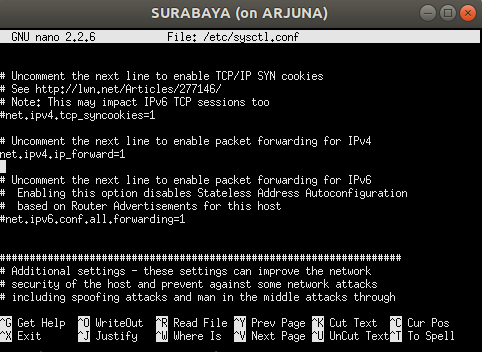 SURABAYA (on ARJUNA)
GNU nano 2.2.6 File: /etc/sysctl.conf
# Uncomment the next line to enable TCP/IP SYN cookies
# See http://lwn.net/Articles/277146/
# Note: This may impact IPv6 TCP sessions too
#net.ipv4.tcp_syncookies=1
# Uncomment the next line to enable packet forwarding for IPv4
net.ipv4.ip_forward=1
# Uncomment the next line to enable packet forwarding for IPv6
#  Enabling this option disables Stateless Address Autoconfiguration
#  based on Router Advertisements for this host
#net.ipv6.conf.all.forwarding=1
###################################################################
# Additional settings - these settings can improve the network
# security of the host and prevent against some network attacks
# including spoofing attacks and man in the middle attacks through
^G Get Help ^O WriteOut ^R Read File ^Y Prev Page ^K Cut Text ^C Cur Pos
^X Exit ^J Justify ^W Where Is ^V Next Page ^U UnCut Text ^T To Spell